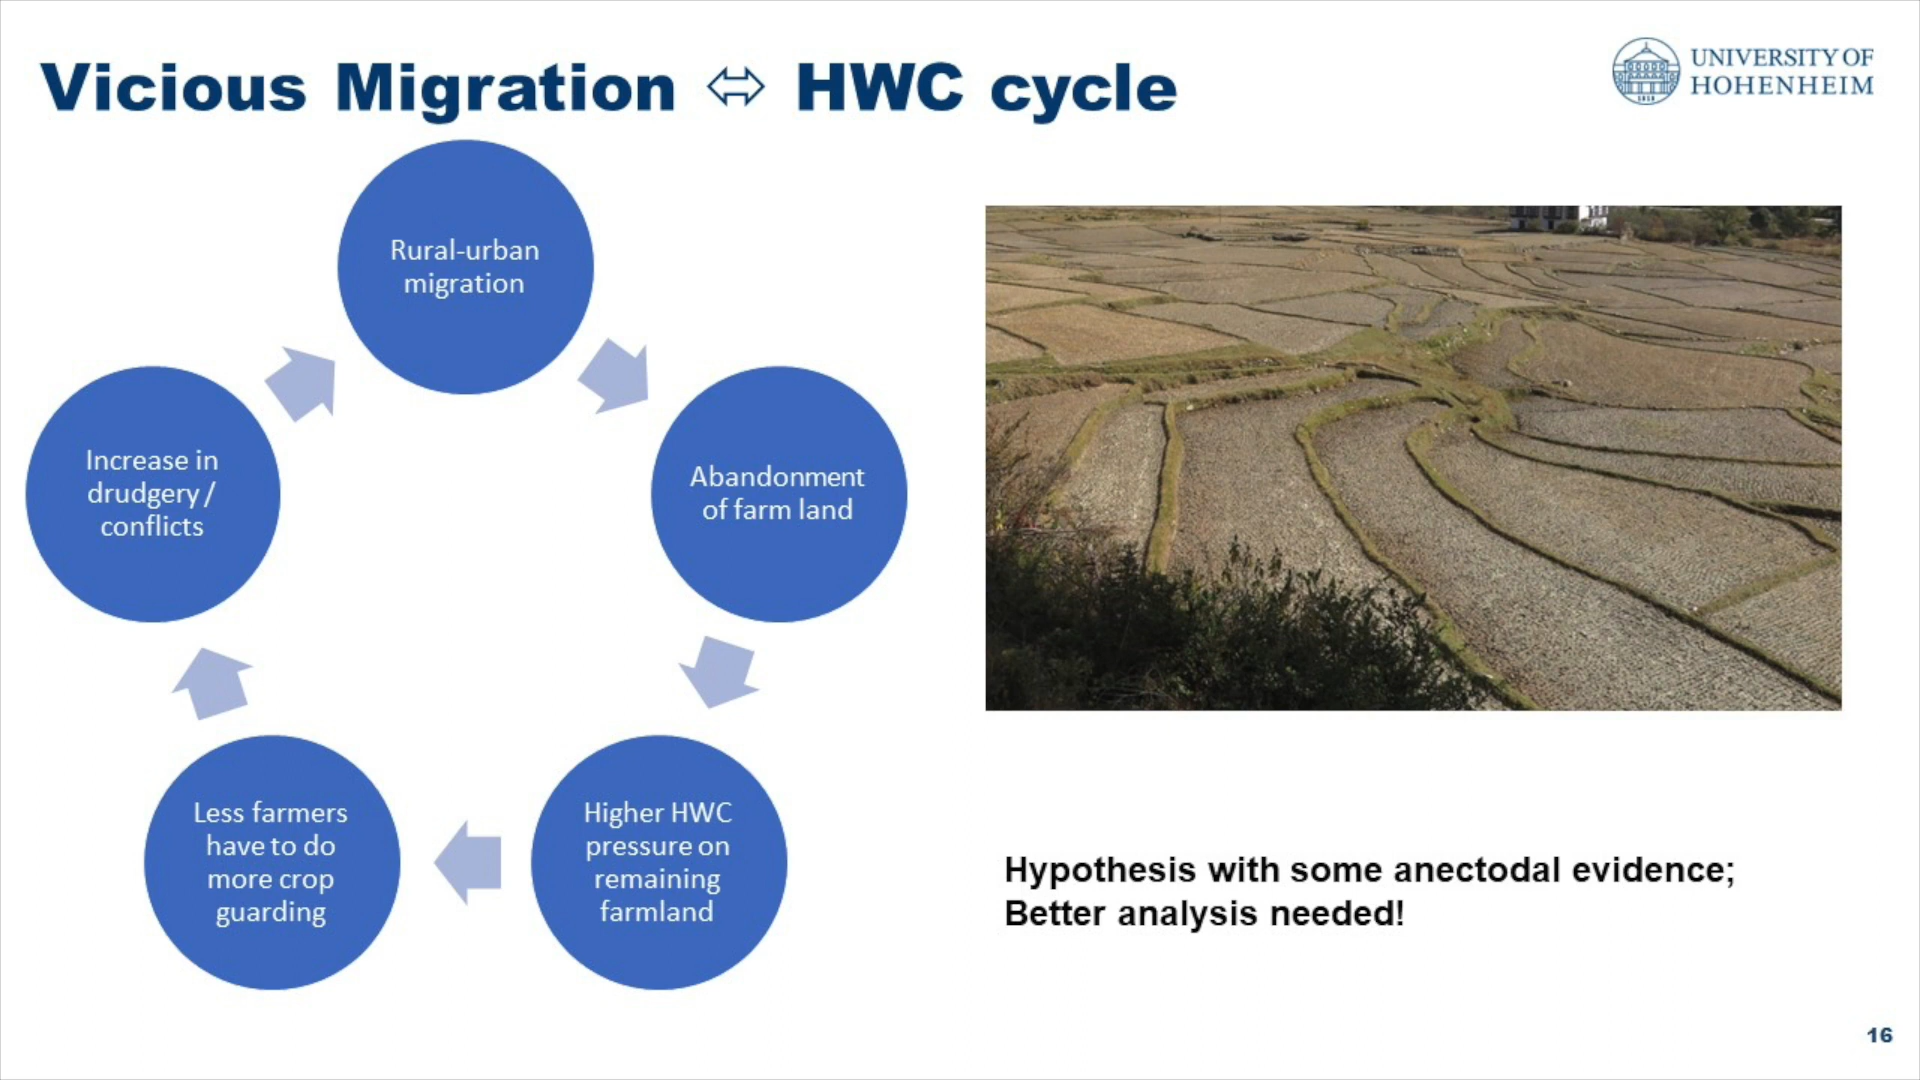 Vicious Migration ⬄ HWC cycle
UNIVERSITY OF
HOHENHEIM
Rural-urban
migration
Abandonment
of farm land
Higher HWC
pressure on
remaining
farmland
Less farmers
have to do
more crop
guarding
Increase in
drudgery /
conflicts
Hypothesis with some anectodal evidence;
Better analysis needed!
16